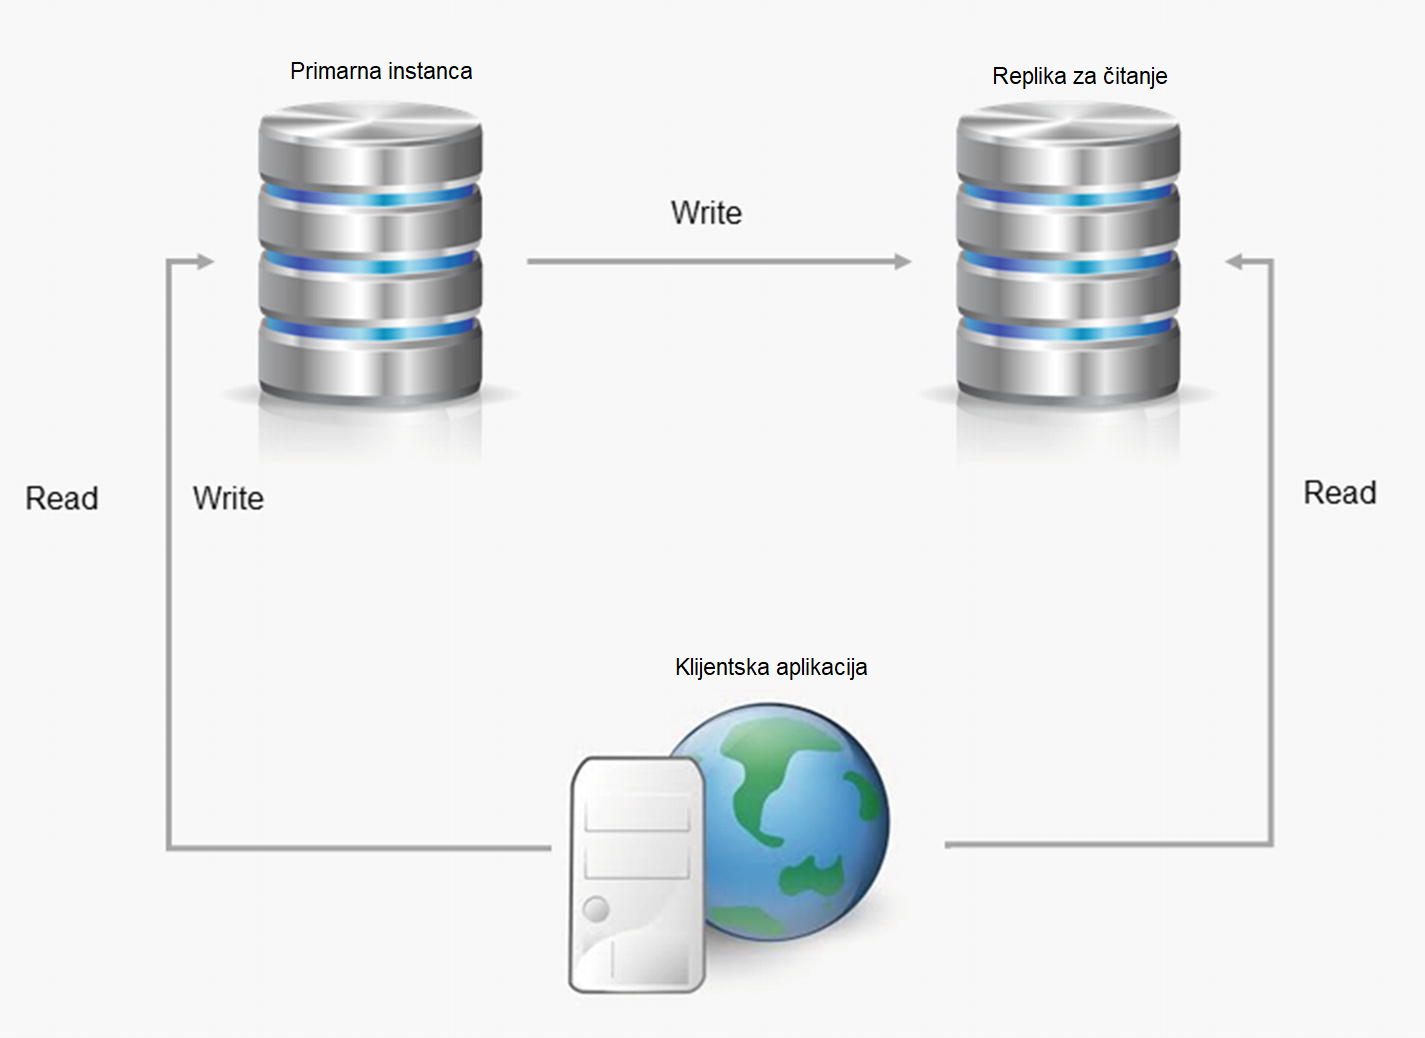 Primarna instanca
Replika za čitanje
Write
Read
Write
Read
Klijentska aplikacija